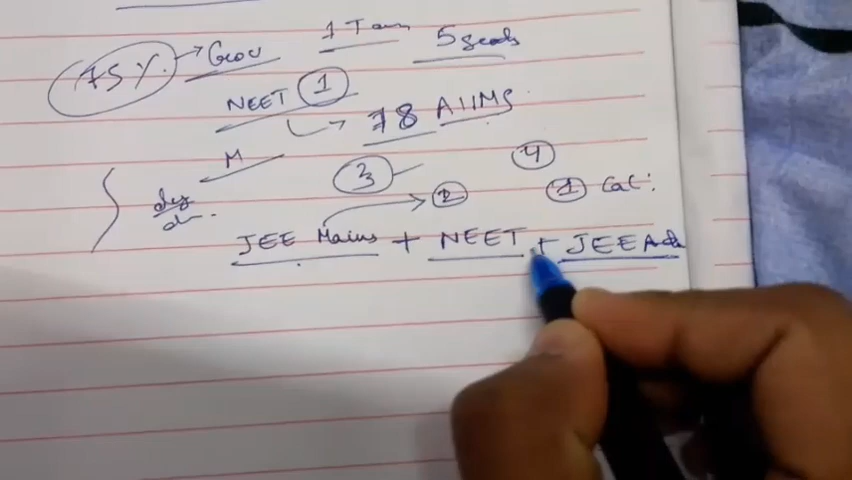 1
5 seats
75 %. → Gov
NEET 1
78 AIIMS
M
3
4
2
1 Cat:
JEE Mains + NEET + JEE Adv